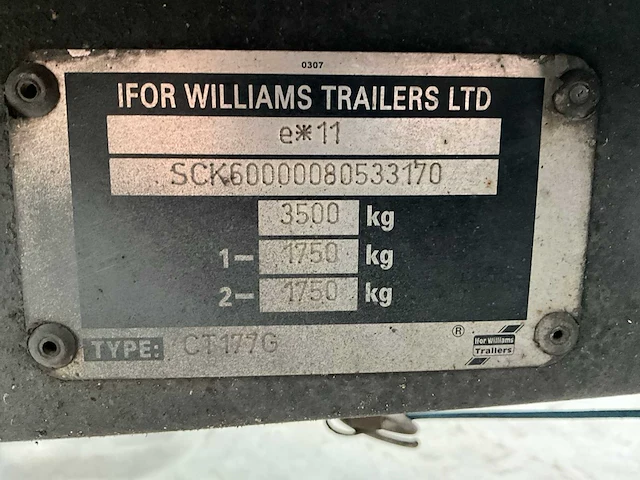 0307
IFOR WILLIAMS TRAILERS LTD
e*11
SCK60000080533170
3500 kg
1- 1750 kg
2- 1750 kg
TYPE: CT177G
® Ifor Williams
Trailers